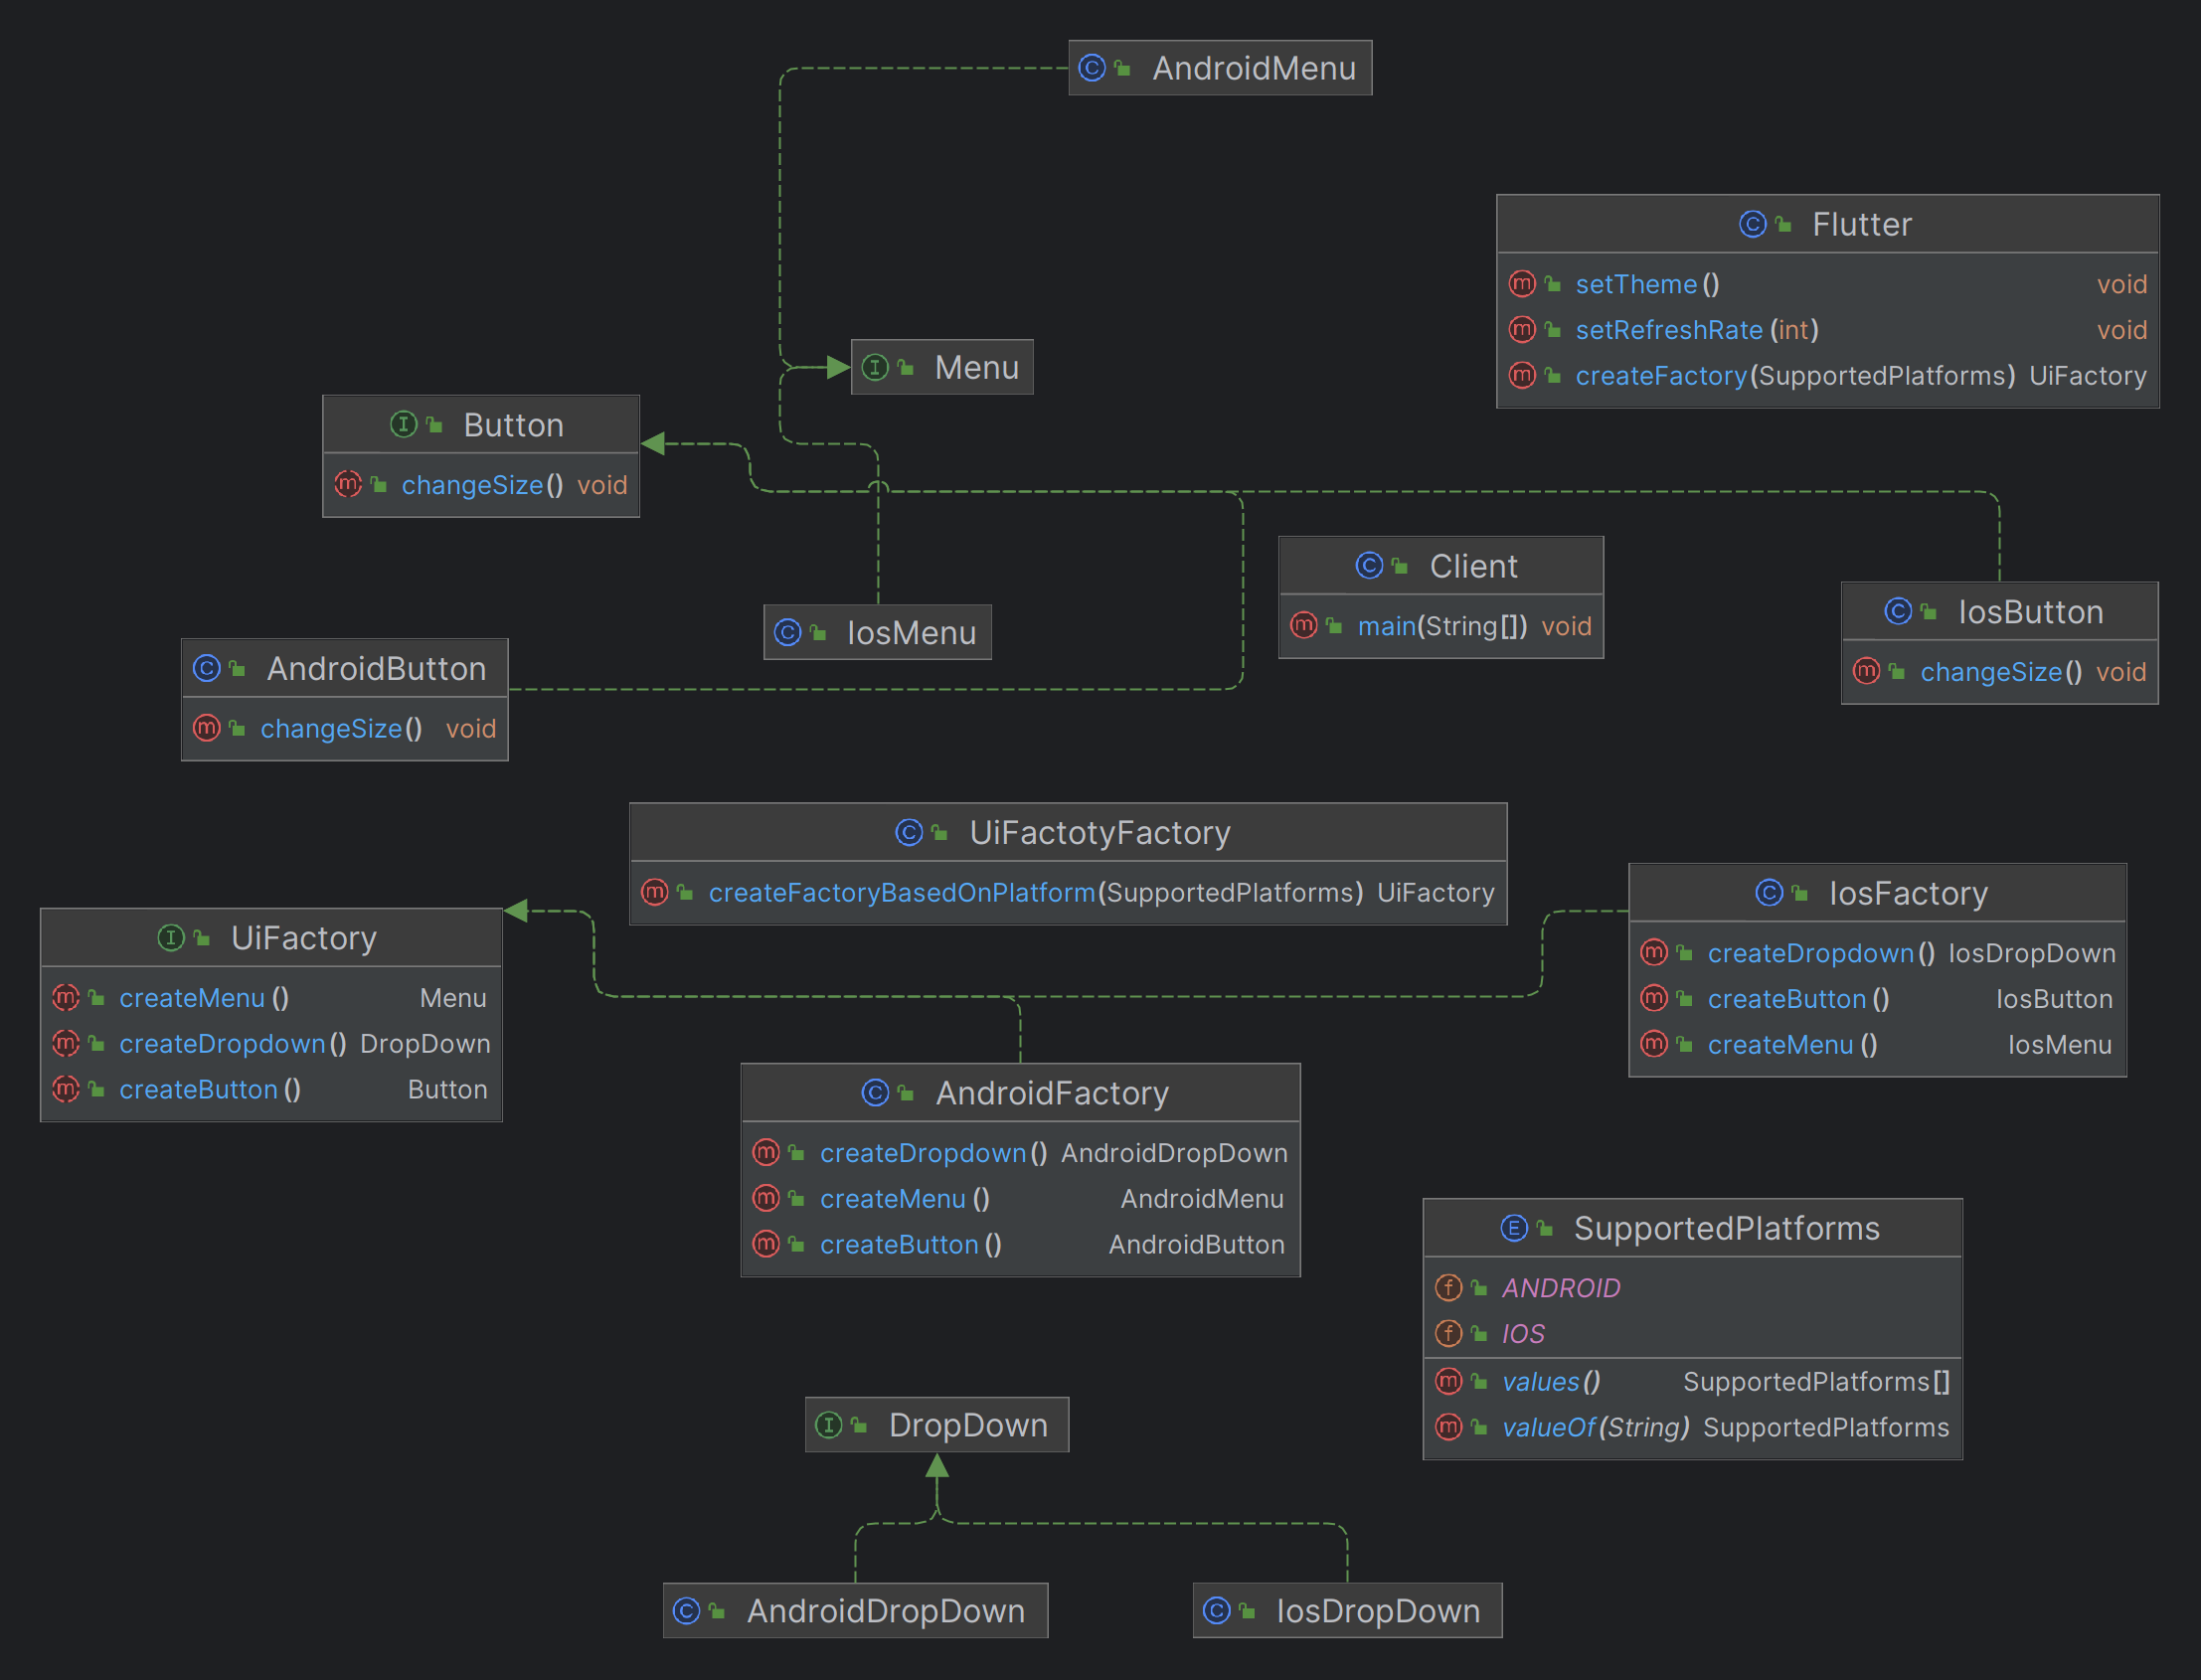 AndroidMenu
Flutter
setTheme() void
setRefreshRate(int) void
createFactory(SupportedPlatforms) UiFactory
I Menu
I Button
m changeSize() void
C Client
m main(String[]) void
C IosButton
m changeSize() void
C IosMenu
C AndroidButton
m changeSize() void
C UiFactotyFactory
m createFactoryBasedOnPlatform(SupportedPlatforms) UiFactory
C IosFactory
m createDropdown() IosDropDown
m createButton() IosButton
m createMenu() IosMenu
I UiFactory
m createMenu() Menu
m createDropdown() DropDown
m createButton() Button
C AndroidFactory
m createDropdown() AndroidDropDown
m createMenu() AndroidMenu
m createButton() AndroidButton
E SupportedPlatforms
f ANDROID
f IOS
m values() SupportedPlatforms[]
m valueOf(String) SupportedPlatforms
I DropDown
C AndroidDropDown
C IosDropDown